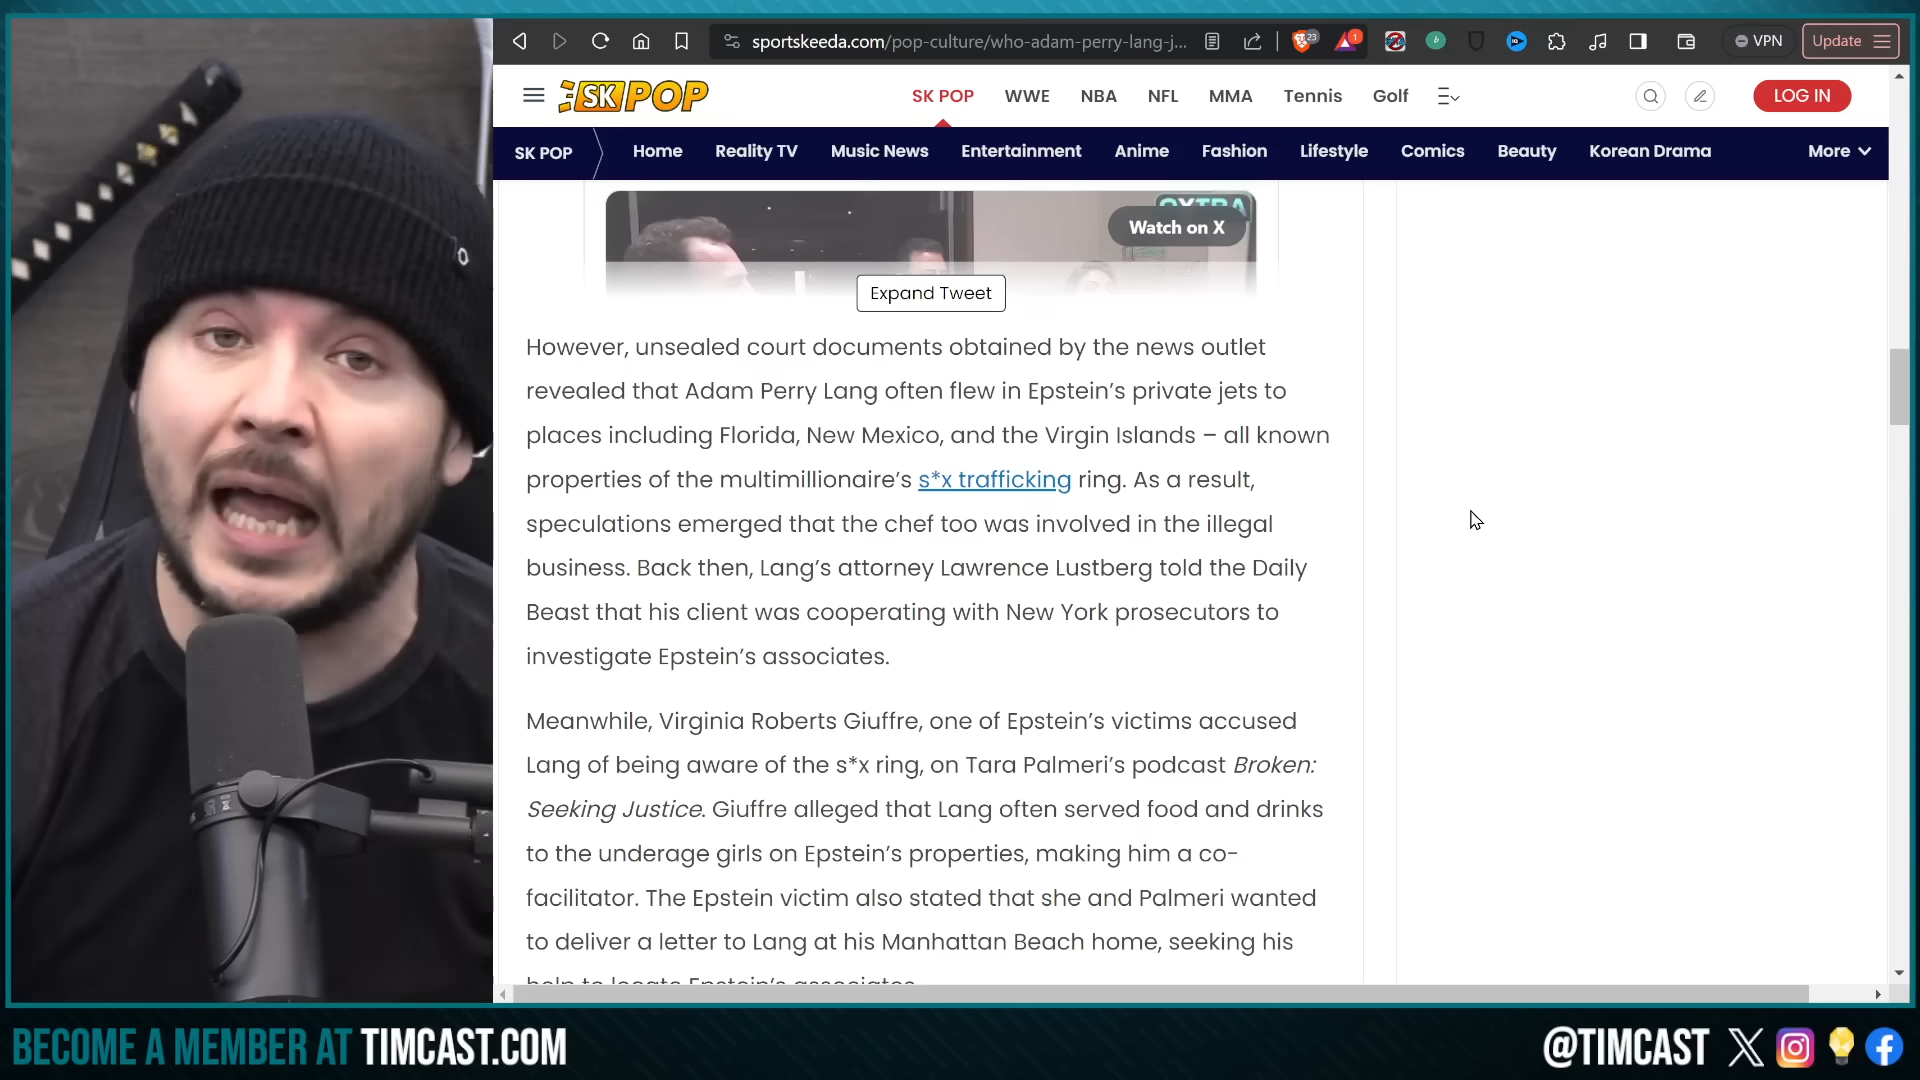 sportskeeda.com/pop-culture/who-adam-perry-lang-j...
23
1
VPN
Update
SK POP
SK POP
WWE
NBA
NFL
MMA
Tennis
Golf
LOG IN
SK POP
Home
Reality TV
Music News
Entertainment
Anime
Fashion
Lifestyle
Comics
Beauty
Korean Drama
More
Watch on X
Expand Tweet
However, unsealed court documents obtained by the news outlet
revealed that Adam Perry Lang often flew in Epstein's private jets to
places including Florida, New Mexico, and the Virgin Islands – all known
properties of the multimillionaire's s*x trafficking ring. As a result,
speculations emerged that the chef too was involved in the illegal
business. Back then, Lang's attorney Lawrence Lustberg told the Daily
Beast that his client was cooperating with New York prosecutors to
investigate Epstein's associates.
Meanwhile, Virginia Roberts Giuffre, one of Epstein's victims accused
Lang of being aware of the s*x ring, on Tara Palmeri's podcast Broken:
Seeking Justice. Giuffre alleged that Lang often served food and drinks
to the underage girls on Epstein's properties, making him a co-
facilitator. The Epstein victim also stated that she and Palmeri wanted
to deliver a letter to Lang at his Manhattan Beach home, seeking his
help to locate Epstein's associates.
BECOME A MEMBER AT TIMCAST.COM
@TIMCAST